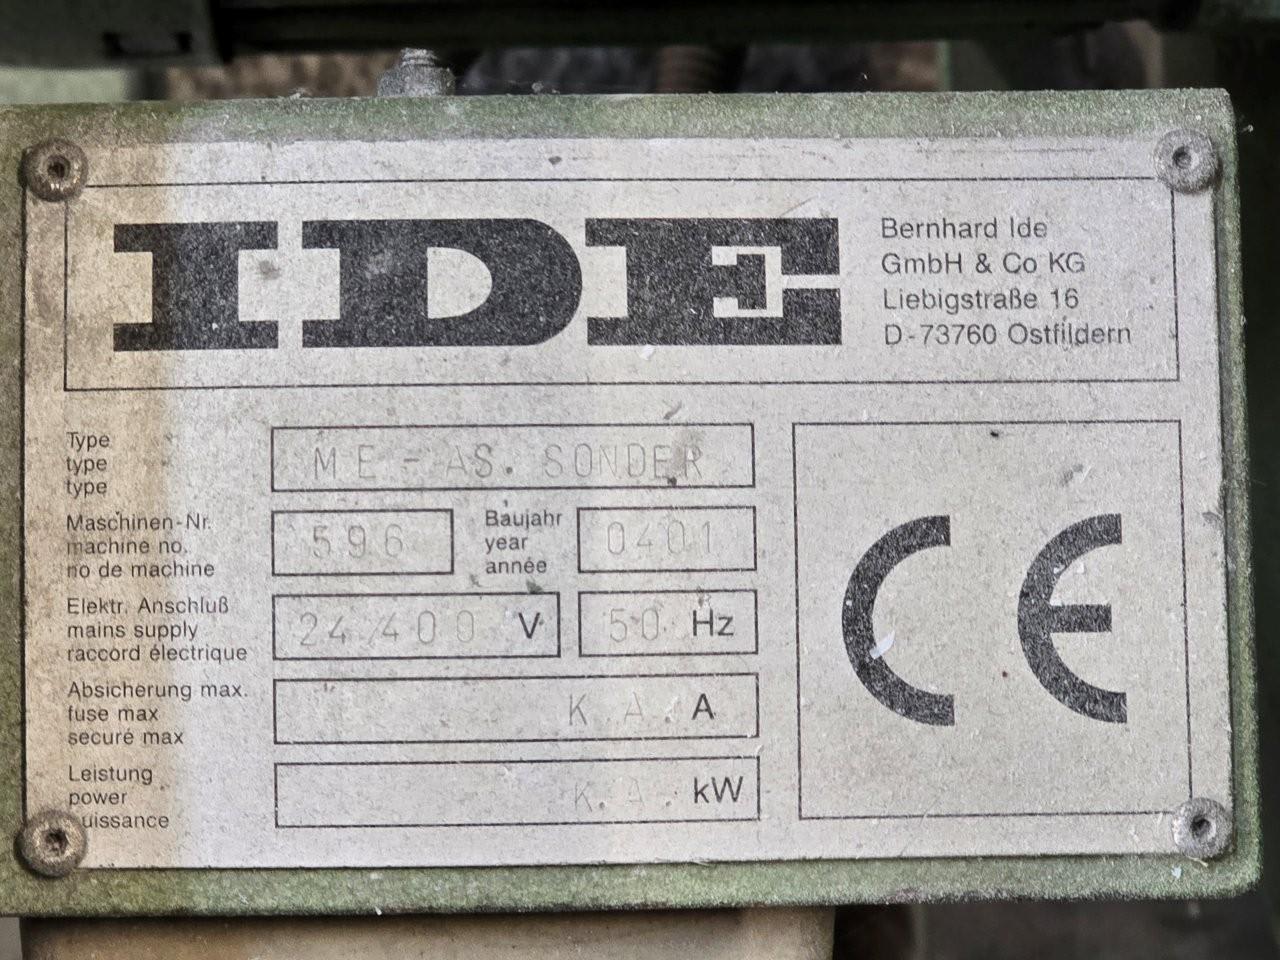 IDE
Bernhard Ide
GmbH & Co KG
Liebigstraße 16
D-73760 Ostfildern
Type
type
type
ME-AS. SONDER
Maschinen-Nr.
machine no.
no de machine
596
Baujahr
year
année
0401
Elektr. Anschluß
mains supply
raccord électrique
24/400 V
50 Hz
Absicherung max.
fuse max
securé max
K.A. A
Leistung
power
puissance
K.A. kW
CE